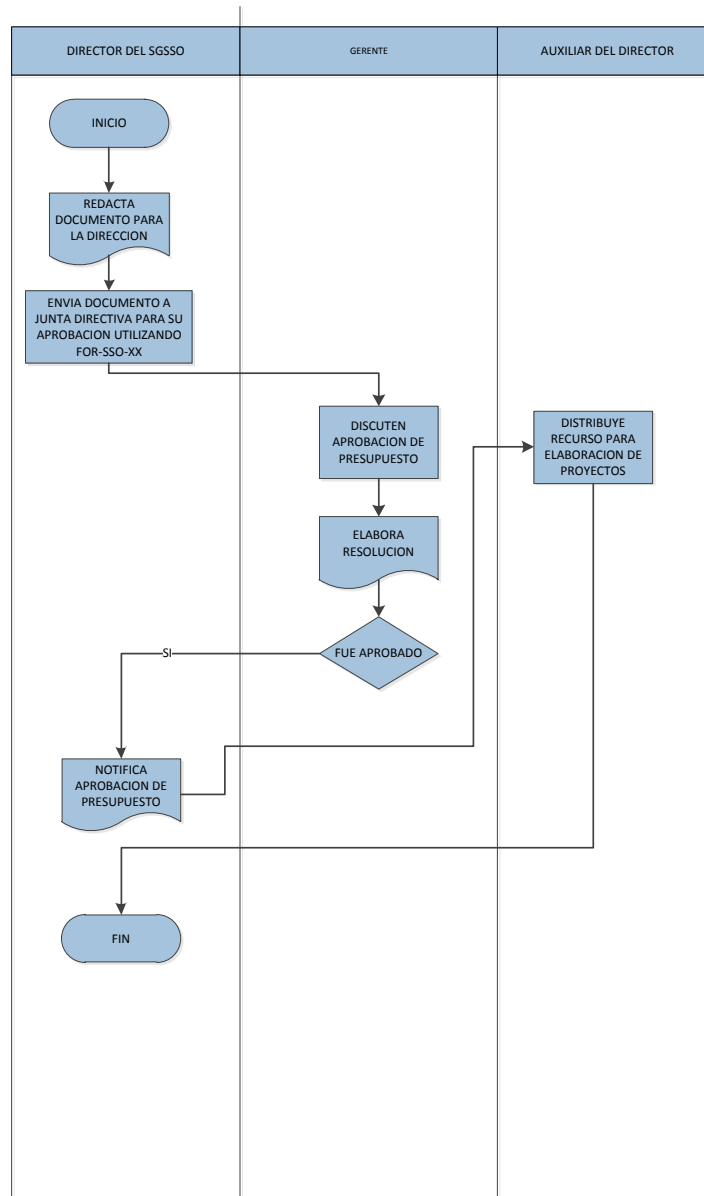 DIRECTOR DEL SGSSO
GERENTE
AUXILIAR DEL DIRECTOR
INICIO
REDACTA
DOCUMENTO PARA
LA DIRECCION
ENVIA DOCUMENTO A
JUNTA DIRECTIVA PARA SU
APROBACION UTILIZANDO
FOR-SSO-XX
DISCUTEN
APROBACION DE
PRESUPUESTO
DISTRIBUYE
RECURSO PARA
ELABORACION DE
PROYECTOS
ELABORA
RESOLUCION
FUE APROBADO
SI
NOTIFICA
APROBACION DE
PRESUPUESTO
FIN